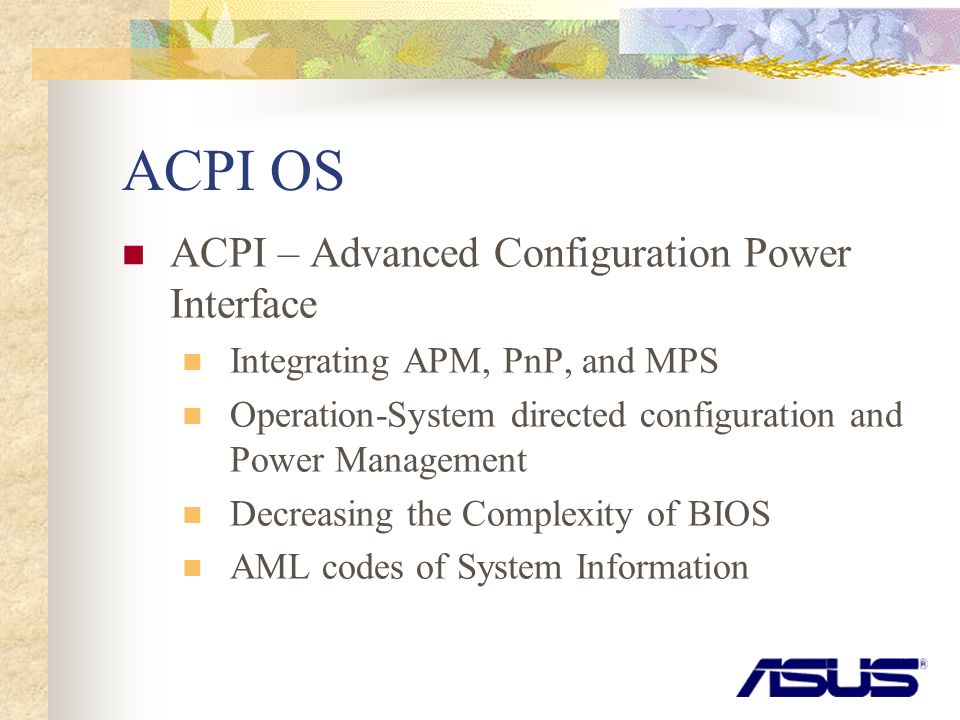 ACPI OS
ACPI – Advanced Configuration Power
Interface
Integrating APM, PnP, and MPS
Operation-System directed configuration and
Power Management
Decreasing the Complexity of BIOS
AML codes of System Information
ASUS®